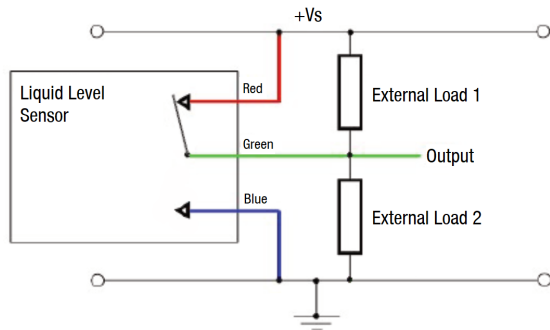 +Vs
Liquid Level
Sensor
Red
External Load 1
Green
Output
Blue
External Load 2